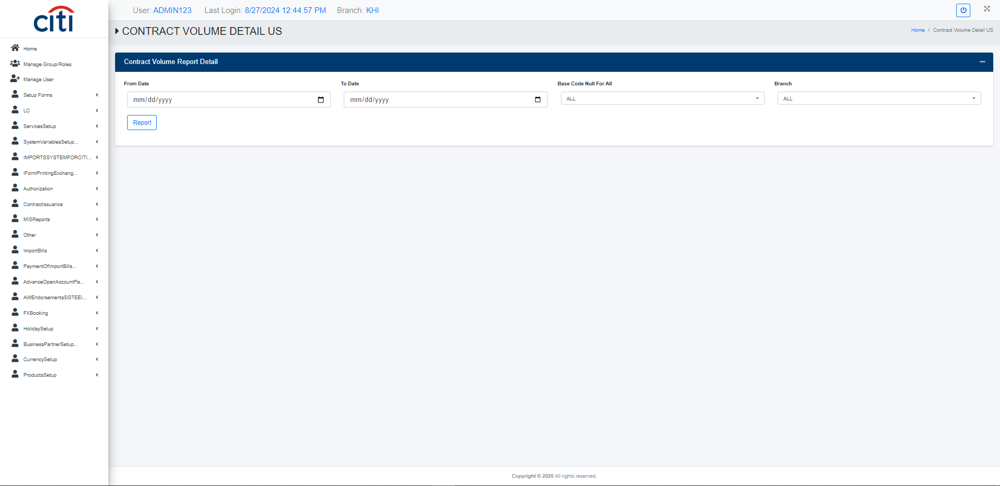 citi
User: ADMIN123 Last Login: 8/27/2024 12:44:57 PM Branch: KHI
CONTRACT VOLUME DETAIL US
Home / Contract Volume Detail US
Home
Manage Group/Roles
Manage User
Setup Forms
LC
ServicesSetup
SystemVariablesSetup...
IMPORTSSYSTEMFORCITI...
IFormPrintingExchang...
Authorization
ContractIssuance
MISReports
Other
ImportBills
PaymentOfImportBills...
AdvanceOpenAccountPa...
AWEndorsementsSGTEEI...
FXBooking
HolidaySetup
BusinessPartnerSetup...
CurrencySetup
ProductsSetup
Contract Volume Report Detail
From Date To Date Base Code Null For All Branch
mm/dd/yyyy mm/dd/yyyy ALL ALL
Report
Copyright © 2020 All rights reserved.